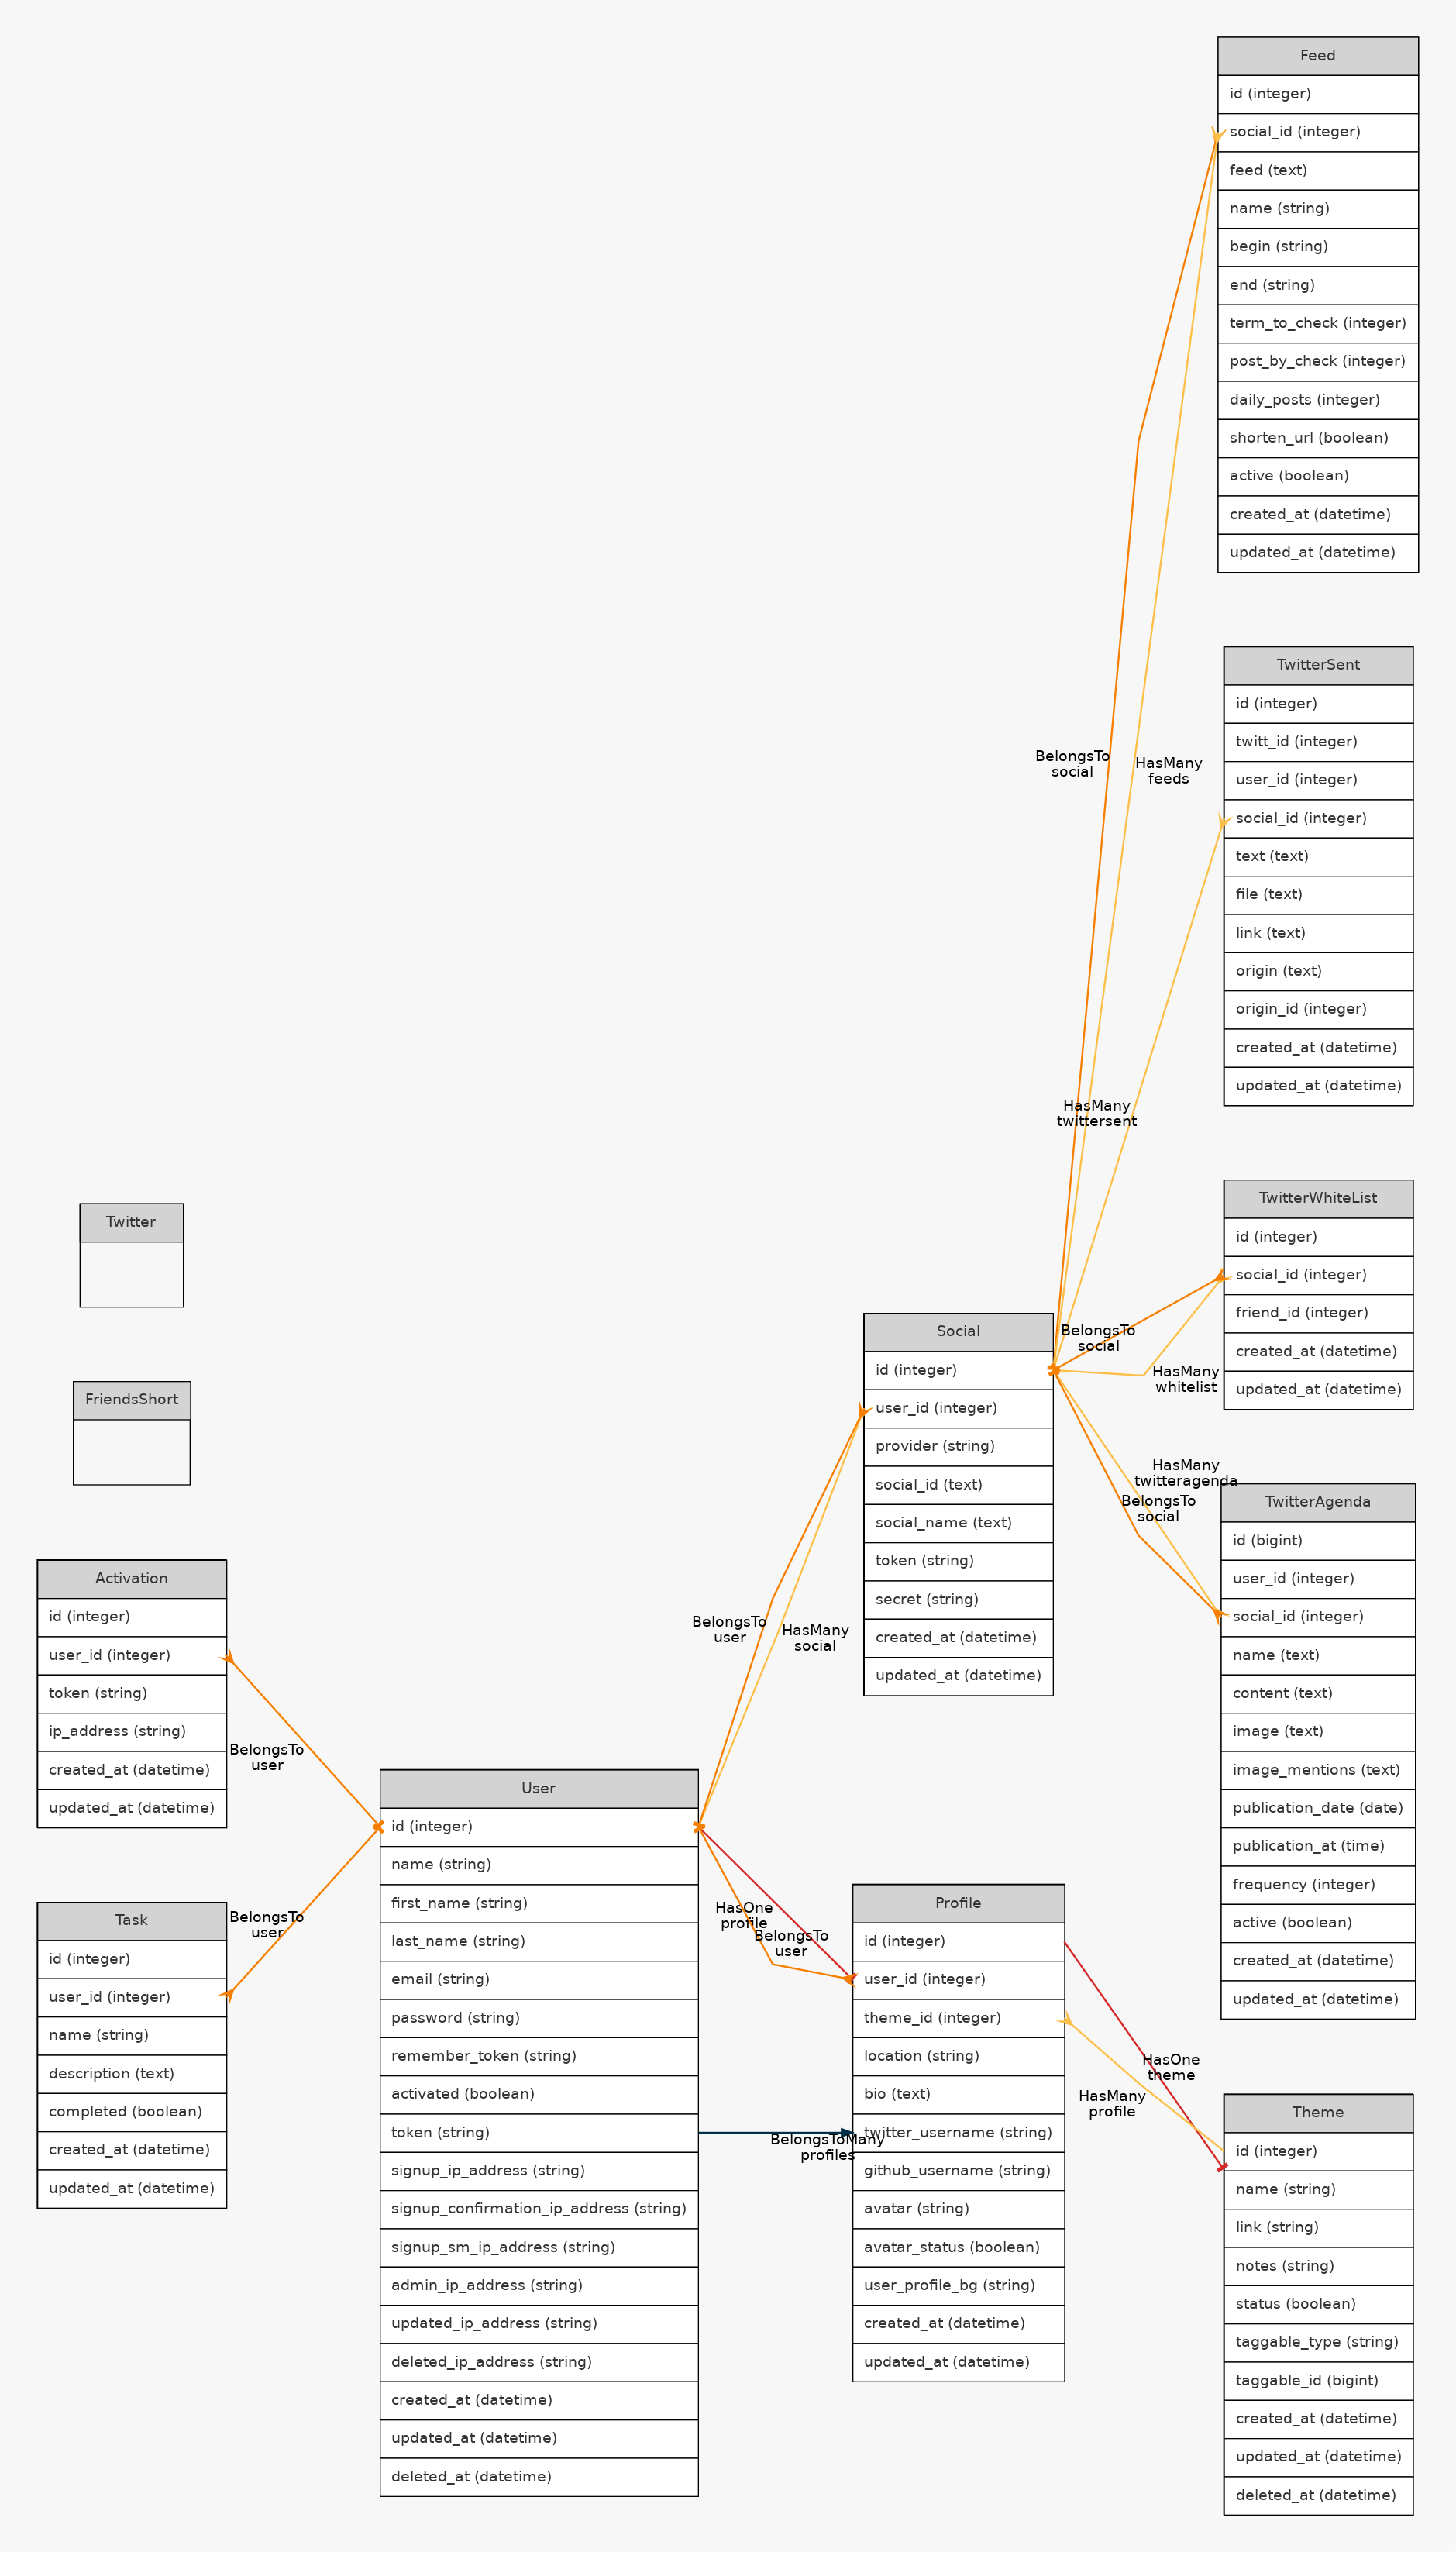 Feed
id (integer)
social_id (integer)
feed (text)
name (string)
begin (string)
end (string)
term_to_check (integer)
post_by_check (integer)
daily_posts (integer)
shorten_url (boolean)
active (boolean)
created_at (datetime)
updated_at (datetime)
BelongsTo
social
HasMany
feeds
TwitterSent
id (integer)
twitt_id (integer)
user_id (integer)
social_id (integer)
text (text)
file (text)
link (text)
origin (text)
origin_id (integer)
created_at (datetime)
updated_at (datetime)
HasMany
twittersent
TwitterWhiteList
id (integer)
social_id (integer)
friend_id (integer)
created_at (datetime)
updated_at (datetime)
BelongsTo
social
HasMany
whitelist
Twitter
FriendsShort
Social
id (integer)
user_id (integer)
provider (string)
social_id (text)
social_name (text)
token (string)
secret (string)
created_at (datetime)
updated_at (datetime)
HasMany
twitteragenda
BelongsTo
social
TwitterAgenda
id (bigint)
user_id (integer)
social_id (integer)
name (text)
content (text)
image (text)
image_mentions (text)
publication_date (date)
publication_at (time)
frequency (integer)
active (boolean)
created_at (datetime)
updated_at (datetime)
Activation
id (integer)
user_id (integer)
token (string)
ip_address (string)
created_at (datetime)
updated_at (datetime)
BelongsTo
user
BelongsTo
user
HasMany
social
Task
id (integer)
user_id (integer)
name (string)
description (text)
completed (boolean)
created_at (datetime)
updated_at (datetime)
BelongsTo
user
User
id (integer)
name (string)
first_name (string)
last_name (string)
email (string)
password (string)
remember_token (string)
activated (boolean)
token (string)
signup_ip_address (string)
signup_confirmation_ip_address (string)
signup_sm_ip_address (string)
admin_ip_address (string)
updated_ip_address (string)
deleted_ip_address (string)
created_at (datetime)
updated_at (datetime)
deleted_at (datetime)
HasOne
profile
BelongsTo
user
BelongsToMany
profiles
Profile
id (integer)
user_id (integer)
theme_id (integer)
location (string)
bio (text)
twitter_username (string)
github_username (string)
avatar (string)
avatar_status (boolean)
user_profile_bg (string)
created_at (datetime)
updated_at (datetime)
HasOne
theme
HasMany
profile
Theme
id (integer)
name (string)
link (string)
notes (string)
status (boolean)
taggable_type (string)
taggable_id (bigint)
created_at (datetime)
updated_at (datetime)
deleted_at (datetime)